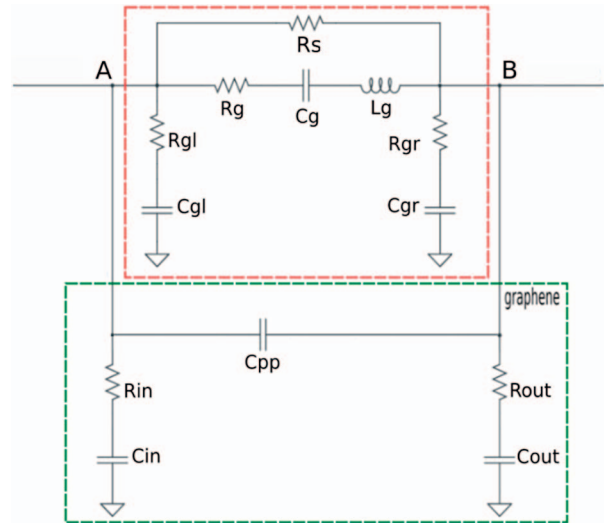 Rs
A
B
Rg
Cg
Lg
Rgl
Rgr
Cgl
Cgr
graphene
Cpp
Rin
Rout
Cin
Cout